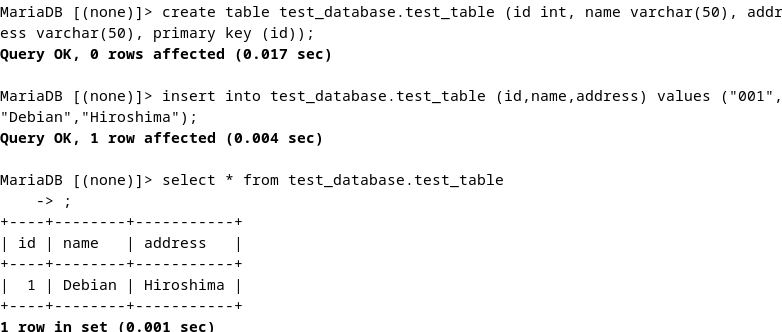 MariaDB [(none)]> create table test_database.test_table (id int, name varchar(50), addr
ess varchar(50), primary key (id));
Query OK, 0 rows affected (0.017 sec)

MariaDB [(none)]> insert into test_database.test_table (id,name,address) values ("001",
"Debian","Hiroshima");
Query OK, 1 row affected (0.004 sec)

MariaDB [(none)]> select * from test_database.test_table
    -> ;
+----+--------+-----------+
| id | name   | address   |
+----+--------+-----------+
|  1 | Debian | Hiroshima |
+----+--------+-----------+
1 row in set (0.001 sec)